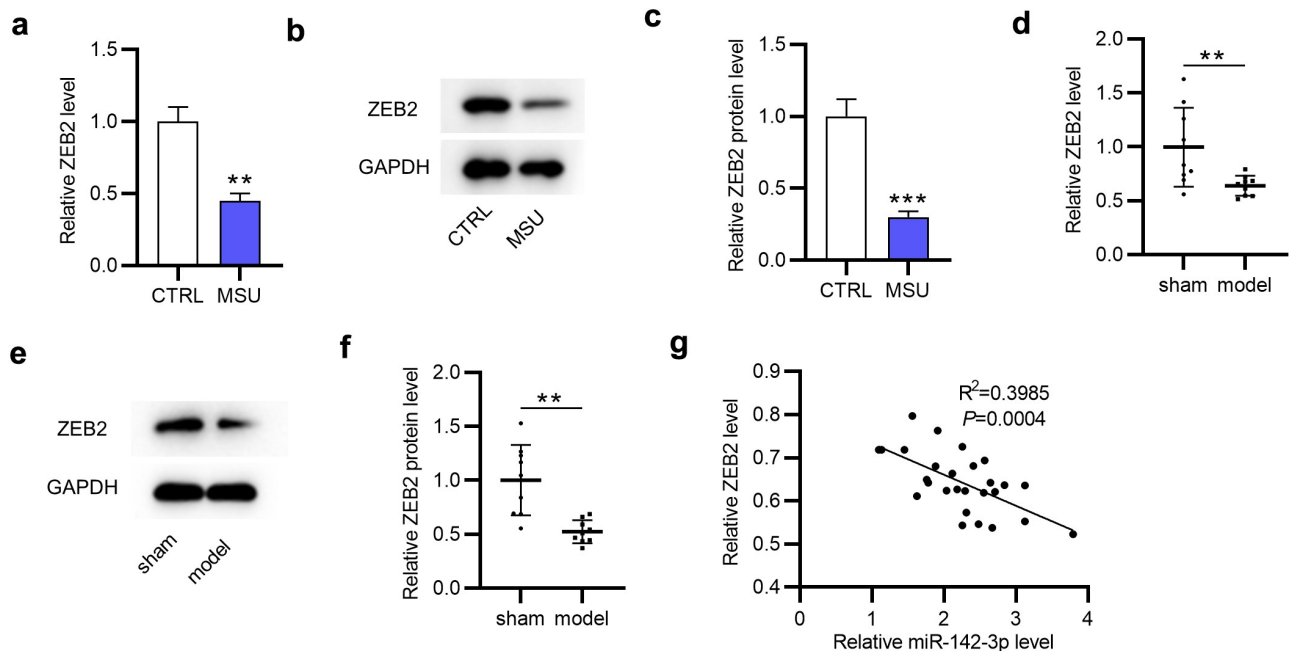 a
Relative ZEB2 level
1.5
1.0
0.5
0.0
**
CTRL MSU
b
ZEB2
GAPDH
CTRL
MSU
c
Relative ZEB2 protein level
1.5
1.0
0.5
0.0
***
CTRL MSU
d
Relative ZEB2 level
2.0
1.5
1.0
0.5
0.0
**
sham model
e
ZEB2
GAPDH
sham
model
f
Relative ZEB2 protein level
2.0
1.5
1.0
0.5
0.0
**
sham model
g
Relative ZEB2 level
0.9
0.8
0.7
0.6
0.5
0.4
R²=0.3985
P=0.0004
0 1 2 3 4
Relative miR-142-3p level